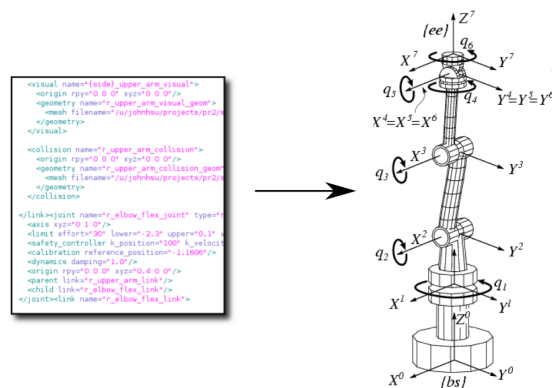 <visual name="{side}_upper_arm_visual">
<origin rpy="0 0 0" xyz="0 0 0"/>
<geometry name="r_upper_arm_visual_geom">
<mesh filename="/u/johnhsu/projects/pr2/s
</geometry>
</visual>
<collision name="r_upper_arm_collision">
<origin rpy="0 0 0" xyz="0 0 0"/>
<geometry name="r_upper_arm_collision_geom">
<mesh filename="/u/johnhsu/projects/pr2/s
</geometry>
</collision>
</link><joint name="r_elbow_flex_joint" type="r
<axis xyz="0 1 0"/>
<limit effort="30" lower="-2.3" upper="0.1" v
<safety_controller k_position="100" k_velocit
<calibration reference_position="-1.1606"/>
<dynamics damping="1.0"/>
<origin rpy="0 0 0" xyz="0.4 0 0"/>
<parent link="r_upper_arm_link"/>
<child link="r_elbow_flex_link"/>
</joint><link name="r_elbow_flex_link">
Z⁷
{ee}
q₆
X⁷
Y⁷
q₅
q₄
Y⁴=Y⁵=Y⁶
X⁴=X⁵=X⁶
X³
q₃
Y³
X²
q₂
Y²
q₁
X¹
Y¹
Z⁰
X⁰
Y⁰
{bs}